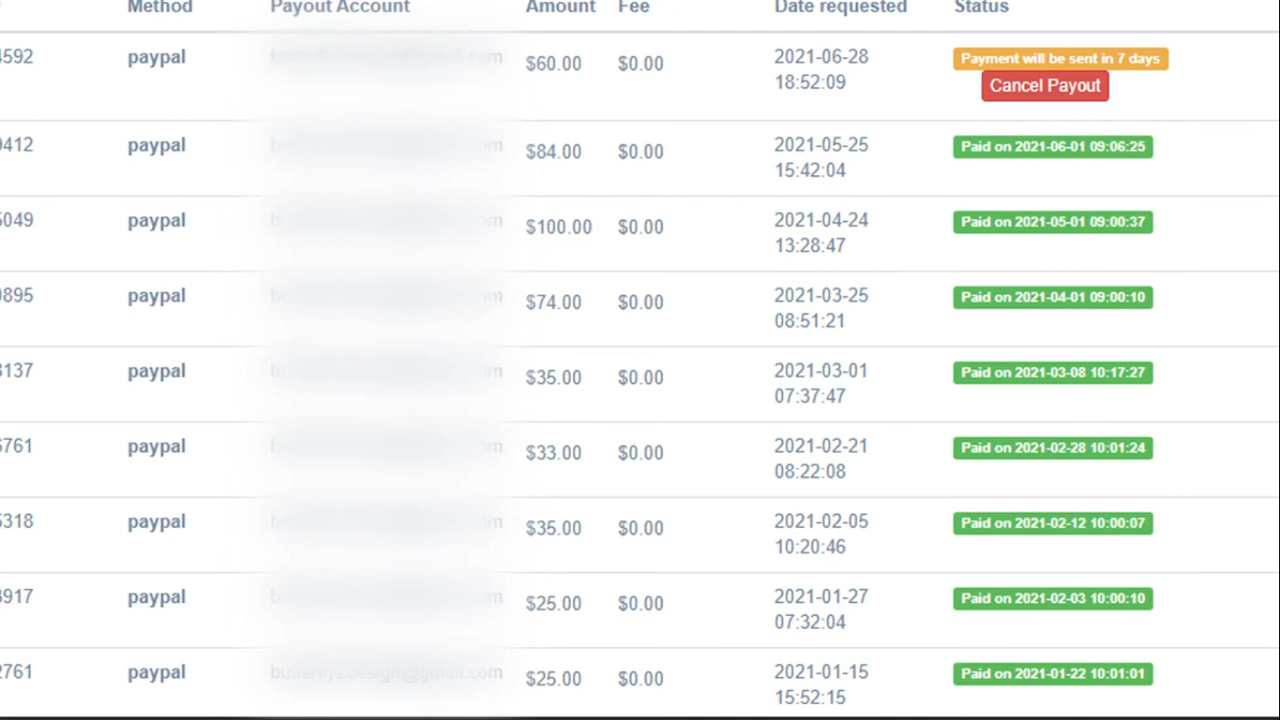 Method Payout Account Amount Fee Date requested Status
4592 paypal $60.00 $0.00 2021-06-28 18:52:09 Payment will be sent in 7 days
Cancel Payout
412 paypal $84.00 $0.00 2021-05-25 15:42:04 Paid on 2021-06-01 09:06:25
5049 paypal $100.00 $0.00 2021-04-24 13:28:47 Paid on 2021-05-01 09:00:37
895 paypal $74.00 $0.00 2021-03-25 08:51:21 Paid on 2021-04-01 09:00:10
3137 paypal $35.00 $0.00 2021-03-01 07:37:47 Paid on 2021-03-08 10:17:27
6761 paypal $33.00 $0.00 2021-02-21 08:22:08 Paid on 2021-02-28 10:01:24
5318 paypal $35.00 $0.00 2021-02-05 10:20:46 Paid on 2021-02-12 10:00:07
3917 paypal $25.00 $0.00 2021-01-27 07:32:04 Paid on 2021-02-03 10:00:10
2761 paypal $25.00 $0.00 2021-01-15 15:52:15 Paid on 2021-01-22 10:01:01